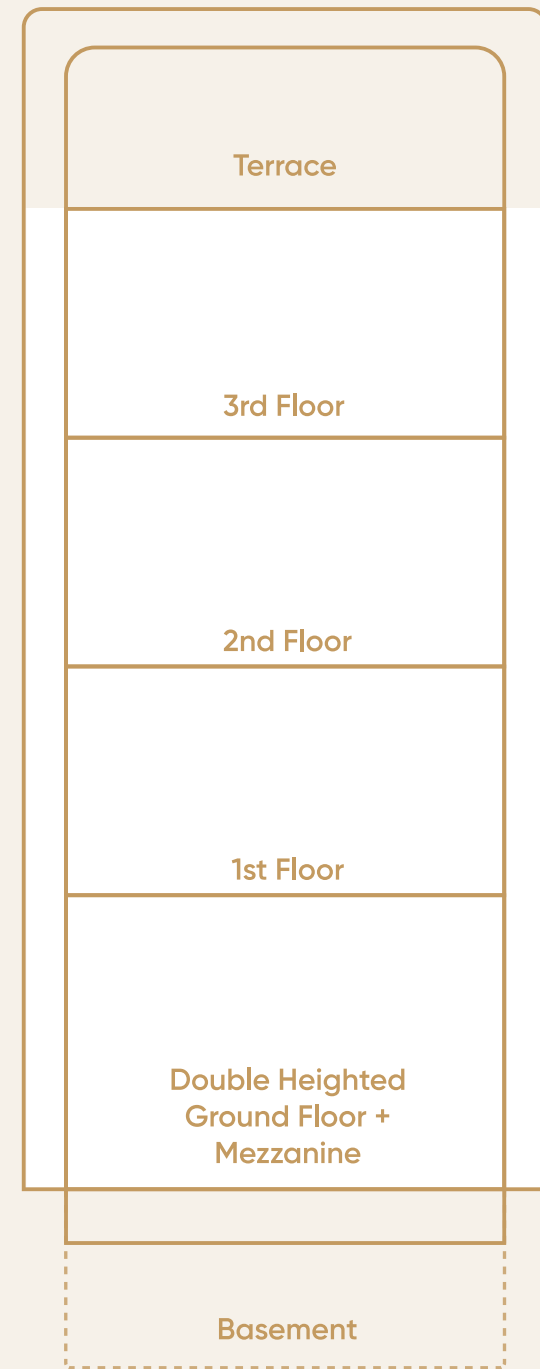 Terrace
3rd Floor
2nd Floor
1st Floor
Double Heighted
Ground Floor +
Mezzanine
Basement